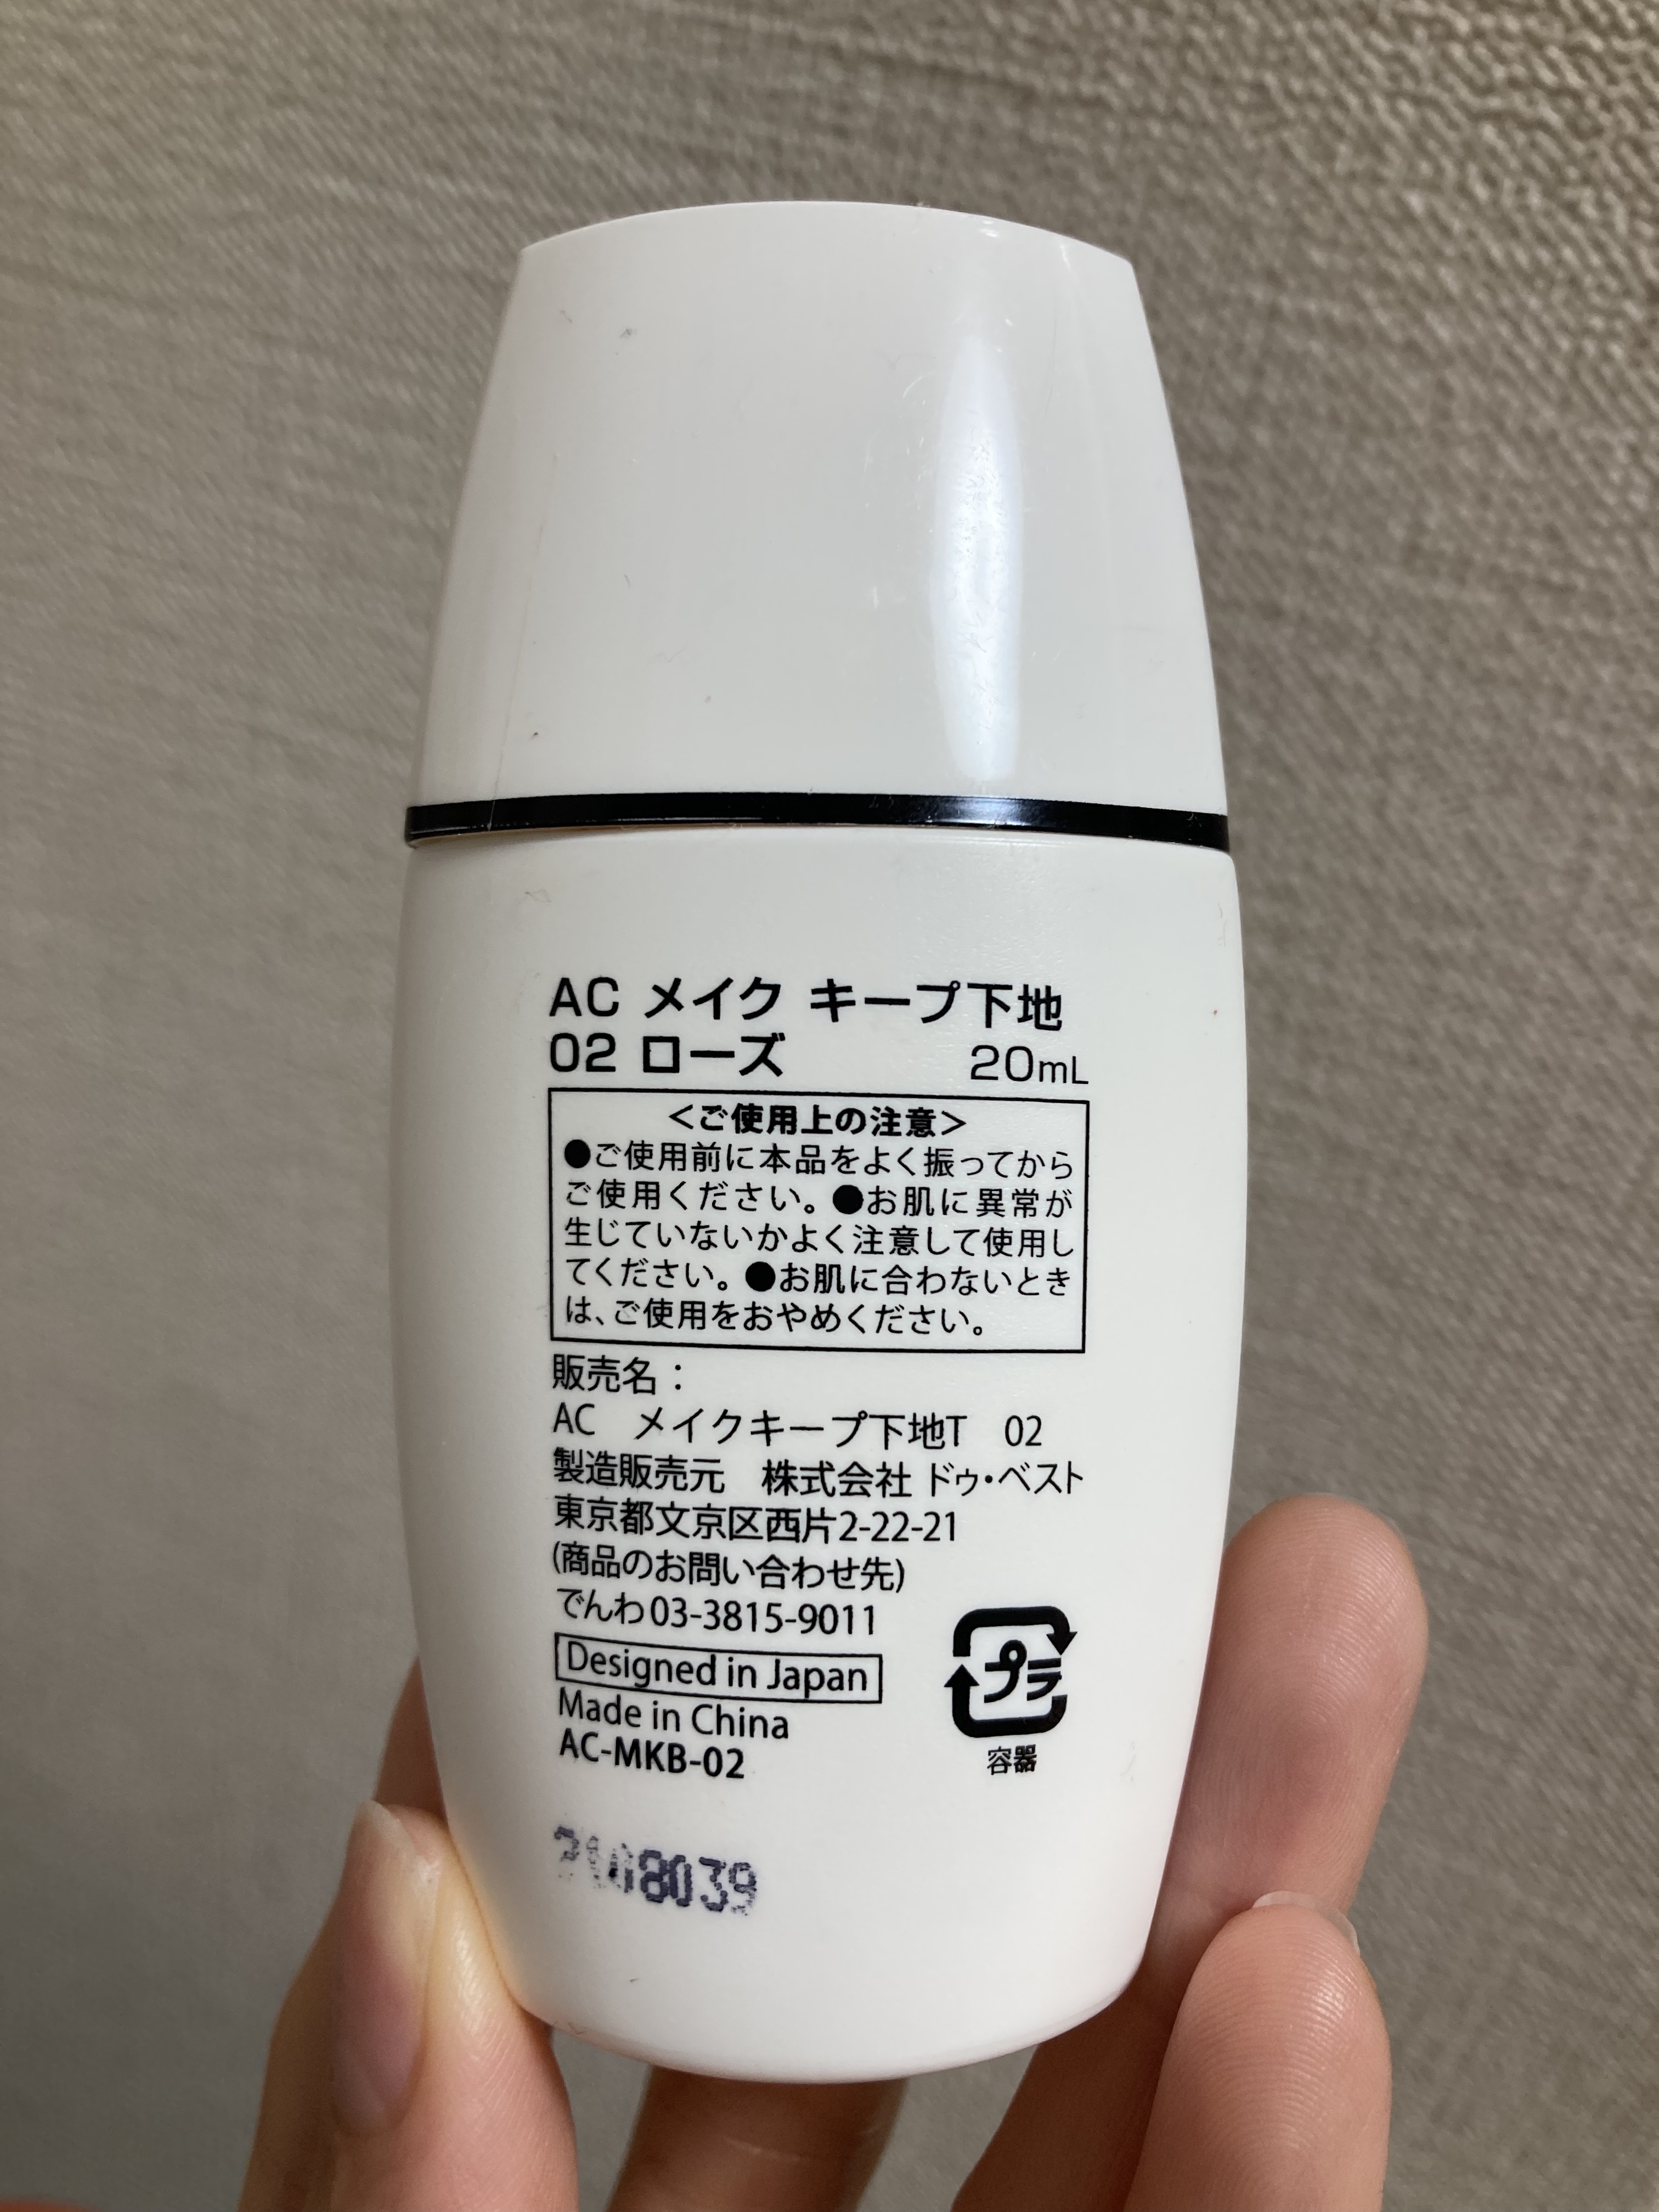 AC メイク キープ下地
02 ローズ 20mL
<ご使用上の注意>
●ご使用前に本品をよく振ってから
ご使用ください。●お肌に異常が
生じていないかよく注意して使用し
てください。●お肌に合わないとき
は、ご使用をおやめください。
販売名：
AC　メイクキープ下地T　02
製造販売元　株式会社 ドゥ・ベスト
東京都文京区西片2-22-21
(商品のお問い合わせ先)
でんわ03-3815-9011
Designed in Japan
Made in China
AC-MKB-02
プラ
容器